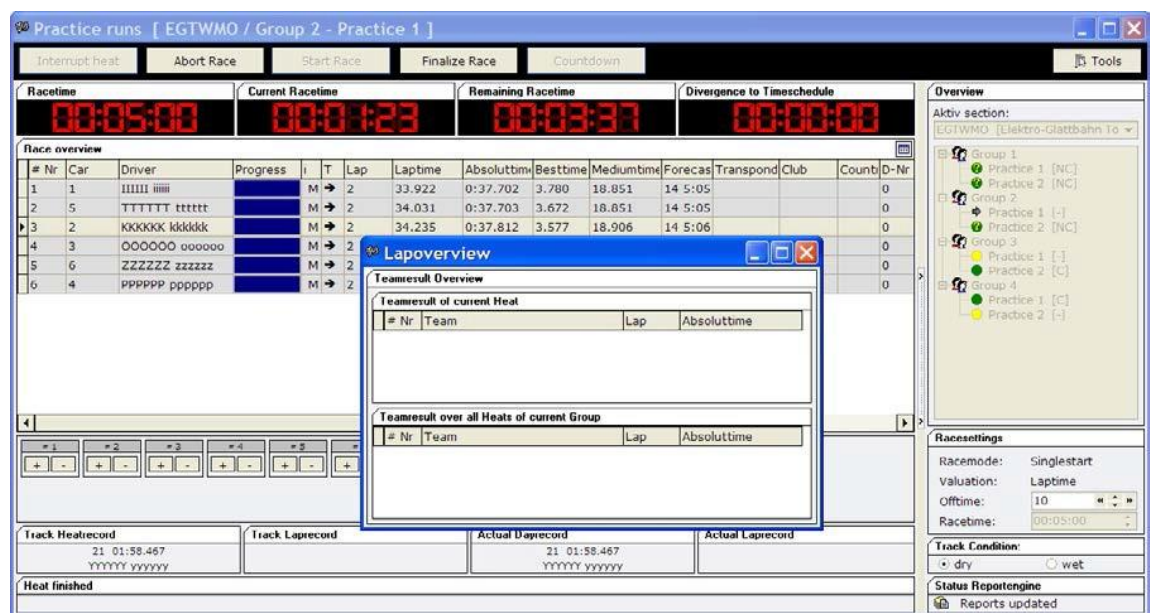 Practice runs [ EGTWMO / Group 2 - Practice 1 ]
Interrupt heat Abort Race Start Race Finalize Race Countdown Tools
Racetime Current Racetime Remaining Racetime Divergence to Timeschedule Overview
00:05:00 00:01:23 00:03:37 00:00:00
Aktiv section:
EGTWMO [Elektro-Glattbahn To
Race overview
# Nr Car Driver Progress I T Lap Laptime Absoluttim Besttime Mediumtime Forecas Transpond Club Count D-Nr
1 1 IIIIII iiiiii M 2 33.922 0:37.702 3.780 18.851 14 5:05 0
2 5 TTTTTT tttttt M 2 34.031 0:37.703 3.672 18.851 14 5:05 0
3 2 KKKKKK kkkkkk M 2 34.235 0:37.812 3.577 18.906 14 5:06 0
4 3 OOOOOO oooooo M 2 0
5 6 ZZZZZZ zzzzzz M 2 0
6 4 PPPPPP pppppp M 2 0
Group 1
Practice 1 [NC]
Practice 2 [NC]
Group 2
Practice 1 [-]
Practice 2 [NC]
Group 3
Practice 1 [-]
Practice 2 [C]
Group 4
Practice 1 [C]
Practice 2 [-]
Lapoverview
Teamresult Overview
Teamresult of current Heat
# Nr Team Lap Absoluttime
Teamresult over all Heats of current Group
# Nr Team Lap Absoluttime
# 1 # 2 # 3 # 4 # 5
+ - + - + - + - + - +
Racesettings
Racemode: Singlestart
Valuation: Laptime
Offtime: 10
Racetime: 00:05:00
Track Heatrecord Track Laprecord Actual Dayrecord Actual Laprecord
21 01:58.467 21 01:58.467
YYYYYY yyyyyy YYYYYY yyyyyy
Track Condition:
dry wet
Heat finished
Status Reportengine
Reports updated